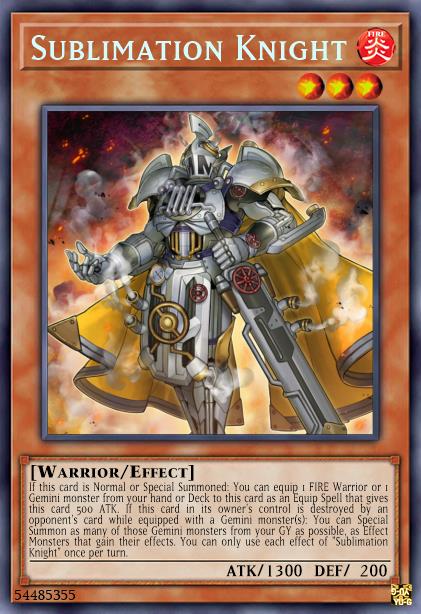 SUBLIMATION KNIGHT
FIRE
炎
[WARRIOR/EFFECT]
If this card is Normal or Special Summoned: You can equip 1 FIRE Warrior or 1
Gemini monster from your hand or Deck to this card as an Equip Spell that gives
this card 500 ATK. If this card in its owner's control is destroyed by an
opponent's card while equipped with a Gemini monster(s): You can Special
Summon as many of those Gemini monsters from your GY as possible, as Effect
Monsters that gain their effects. You can only use each effect of "Sublimation
Knight" once per turn.
ATK/1300 DEF/ 200
54485355